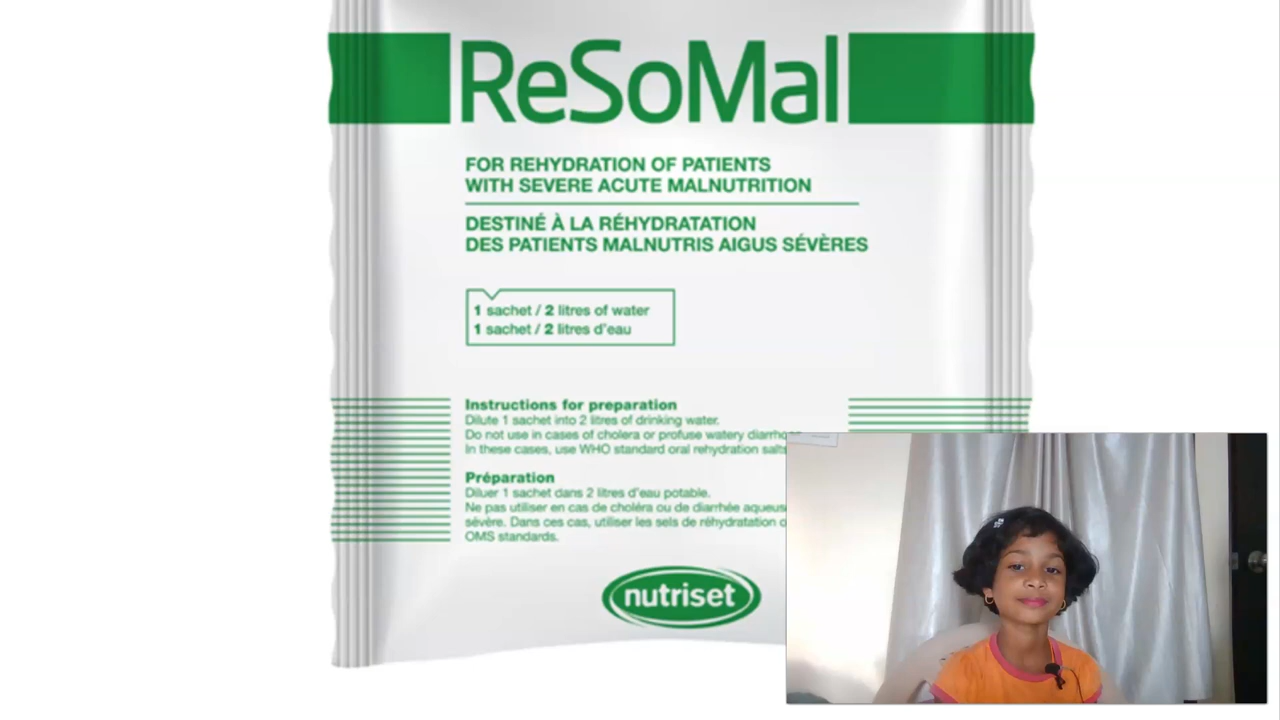 ReSoMal
FOR REHYDRATION OF PATIENTS
WITH SEVERE ACUTE MALNUTRITION
DESTINÉ À LA RÉHYDRATATION
DES PATIENTS MALNUTRIS AIGUS SÉVÈRES
1 sachet / 2 litres of water
1 sachet / 2 litres d'eau
Instructions for preparation
Dilute 1 sachet into 2 litres of drinking water.
Do not use in cases of cholera or profuse watery
In these cases, use WHO standard oral rehydration salts
Préparation
Diluer 1 sachet dans 2 litres d'eau potable.
Ne pas utiliser en cas de choléra ou de diarrhée
sévère. Dans ces cas, utiliser les sels de réhydratation
OMS standards.
nutriset